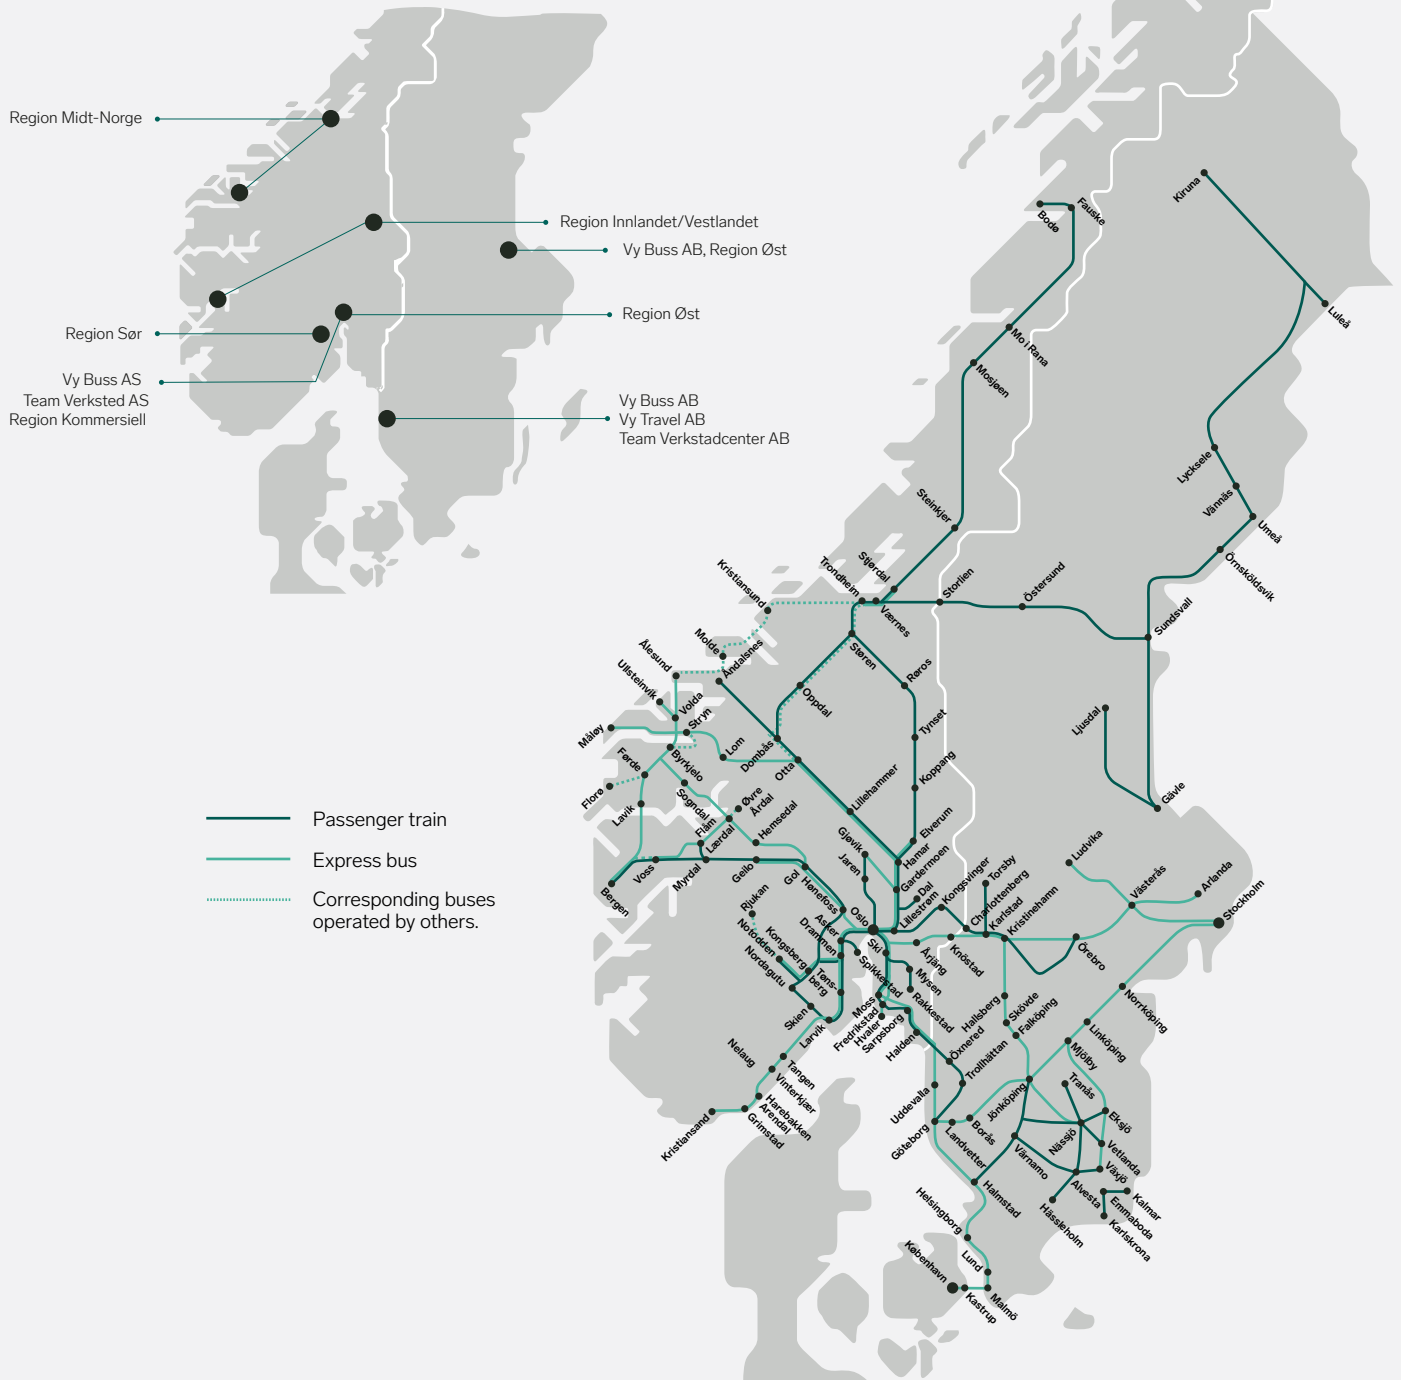 Region Midt-Norge
Region Innlandet/Vestlandet
Vy Buss AB, Region Øst
Region Øst
Region Sør
Vy Buss AS
Team Verksted AS
Region Kommersiell
Vy Buss AB
Vy Travel AB
Team Verkstadcenter AB
Passenger train
Express bus
Corresponding buses
operated by others.
Kiruna
Luleå
Bodø
Fauske
Mo i Rana
Mosjøen
Lycksele
Vännäs
Umeå
Örnsköldsvik
Steinkjer
Stjørdal
Trondheim
Værnes
Storlien
Östersund
Sundsvall
Kristiansund
Molde
Åndalsnes
Ålesund
Ullsteinvik
Volda
Støren
Røros
Oppdal
Tynset
Ljusdal
Gävle
Måløy
Stryn
Lom
Dombås
Otta
Koppang
Førde
Byrkjelo
Florø
Sogndal
Øvre
Årdal
Lillehammer
Lavik
Flåm
Lærdal
Hemsedal
Gjøvik
Jaren
Elverum
Hamar
Gardermoen
Bergen
Voss
Myrdal
Geilo
Gol
Hønefoss
Dal
Lillestrøm
Kongsvinger
Torsby
Charlottenberg
Karlstad
Kristinehamn
Ludvika
Västerås
Arlanda
Stockholm
Rjukan
Oslo
Asker
Drammen
Ski
Notodden
Kongsberg
Nordagutu
Tøns-
berg
Spikkestad
Årjäng
Knöstad
Örebro
Mysen
Rakkestad
Skien
Larvik
Moss
Fredrikstad
Hvaler
Sarpsborg
Halden
Hallsberg
Skövde
Falköping
Norrköping
Linköping
Mjölby
Öxnered
Trollhättan
Tranås
Nelaug
Tangen
Vinterkjær
Harebakken
Arendal
Grimstad
Kristiansand
Uddevalla
Göteborg
Landvetter
Borås
Jönköping
Eksjö
Nässjö
Vetlanda
Värnamo
Växjö
Alvesta
Halmstad
Hässleholm
Kalmar
Emmaboda
Karlskrona
Helsingborg
Lund
København
Kastrup
Malmö